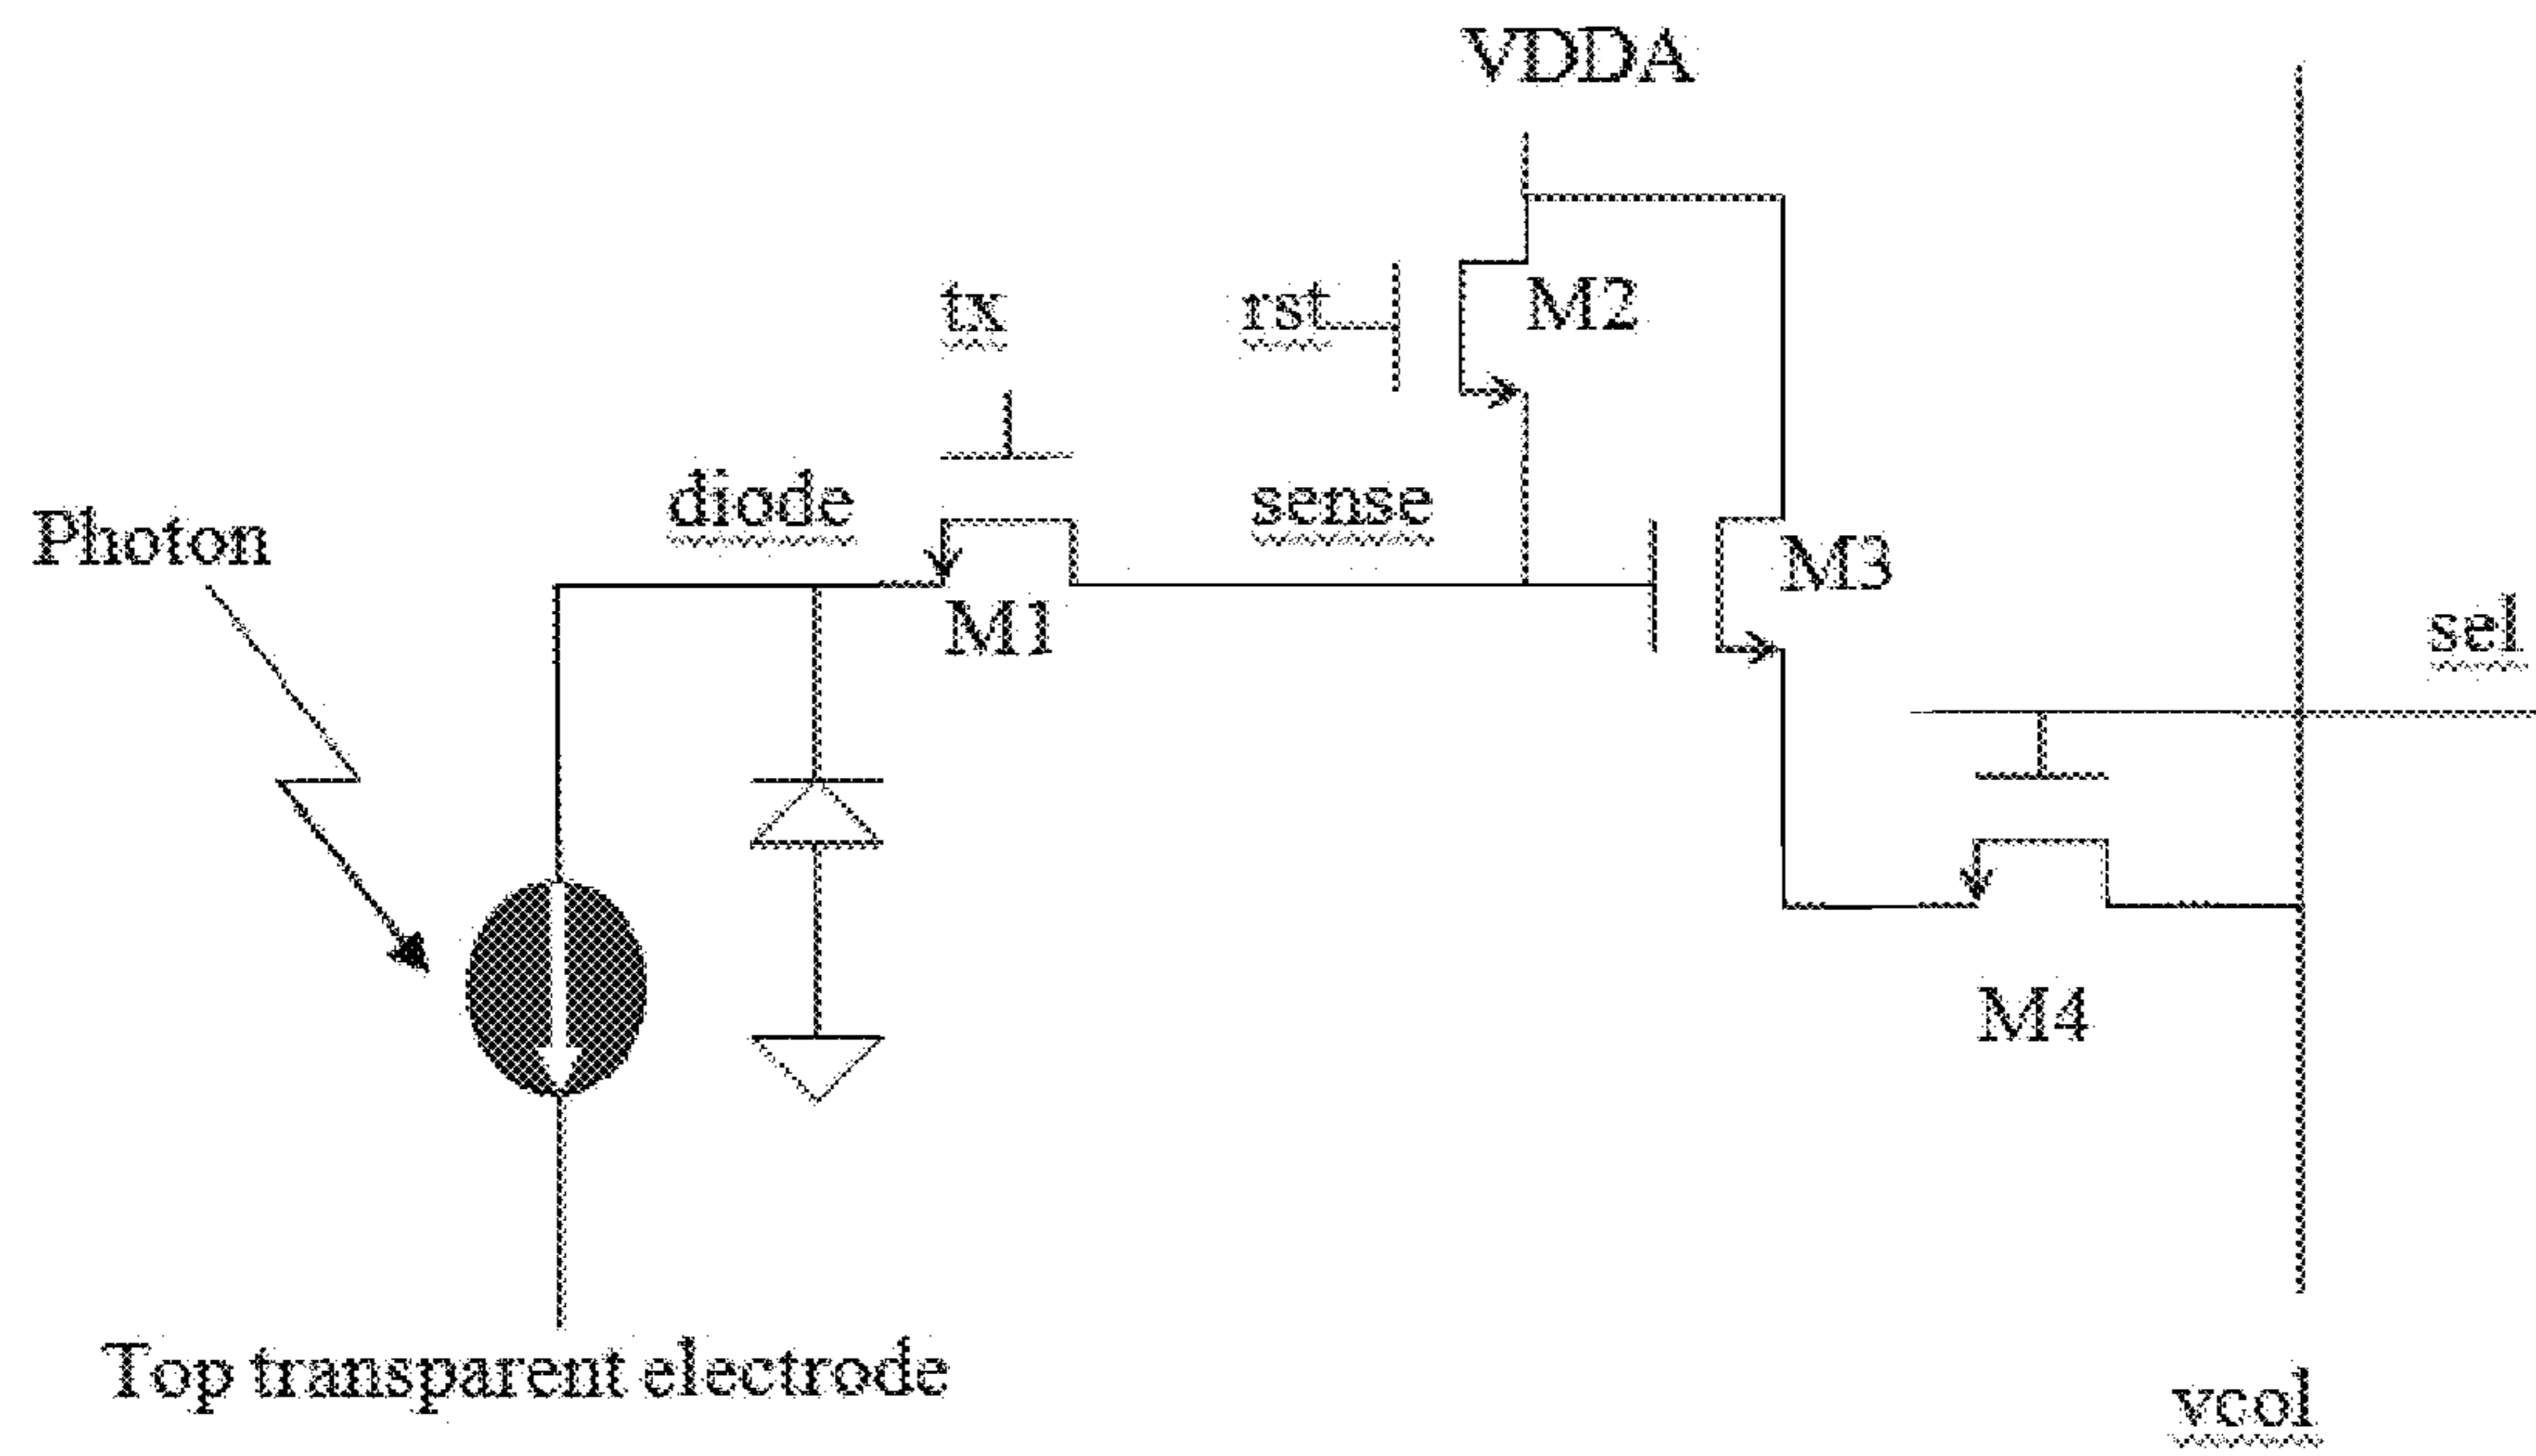 VDDA
tx
rst
M2
diode
sense
Photon
M3
M1
sel
M4
Top transparent electrode
vcol